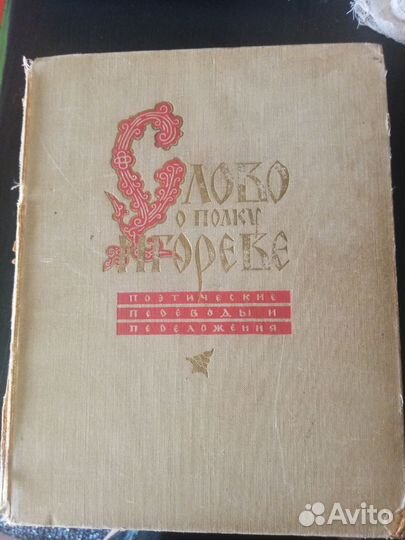 Слово
о полку
Игореве
поэтические
переводы и
переложения
Avito